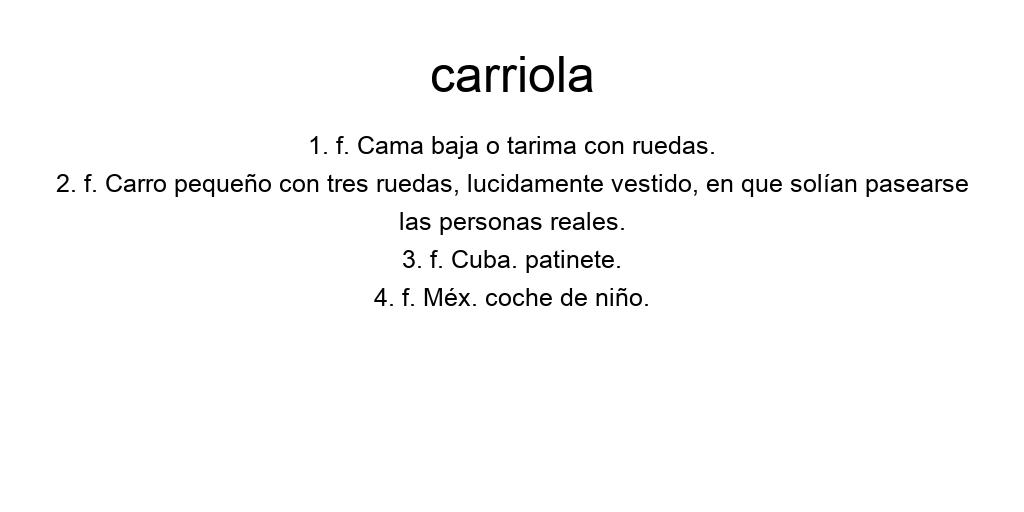 carriola
1. f. Cama baja o tarima con ruedas.
2. f. Carro pequeño con tres ruedas, lucidamente vestido, en que solían pasearse
las personas reales.
3. f. Cuba. patinete.
4. f. Méx. coche de niño.